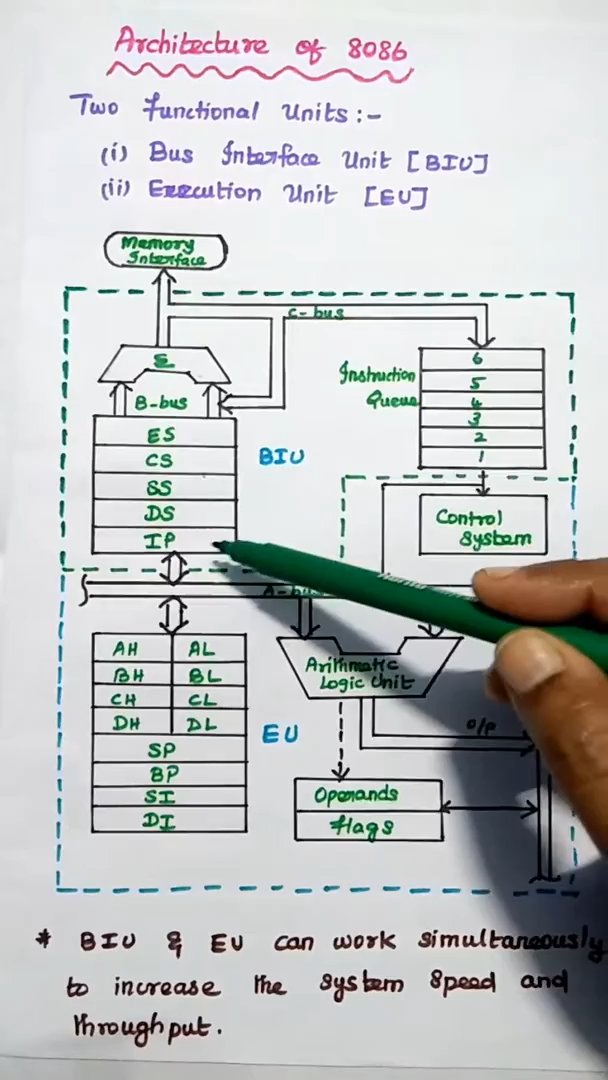 Architecture of 8086
Two Functional Units:-
(i) Bus Interface Unit [BIU]
(ii) Execution Unit [EU]
Memory
Interface
C-bus
Σ
B-bus
Instruction
Queue
6
5
4
3
2
1
ES
CS
SS
DS
IP
BIU
Control
System
A-bus
AH AL
BH BL
CH CL
DH DL
SP
BP
SI
DI
EU
Arithmatic
Logic Unit
O/P
Operands
flags
* BIU & EU can work simultaneously
to increase the system speed and
throughput.